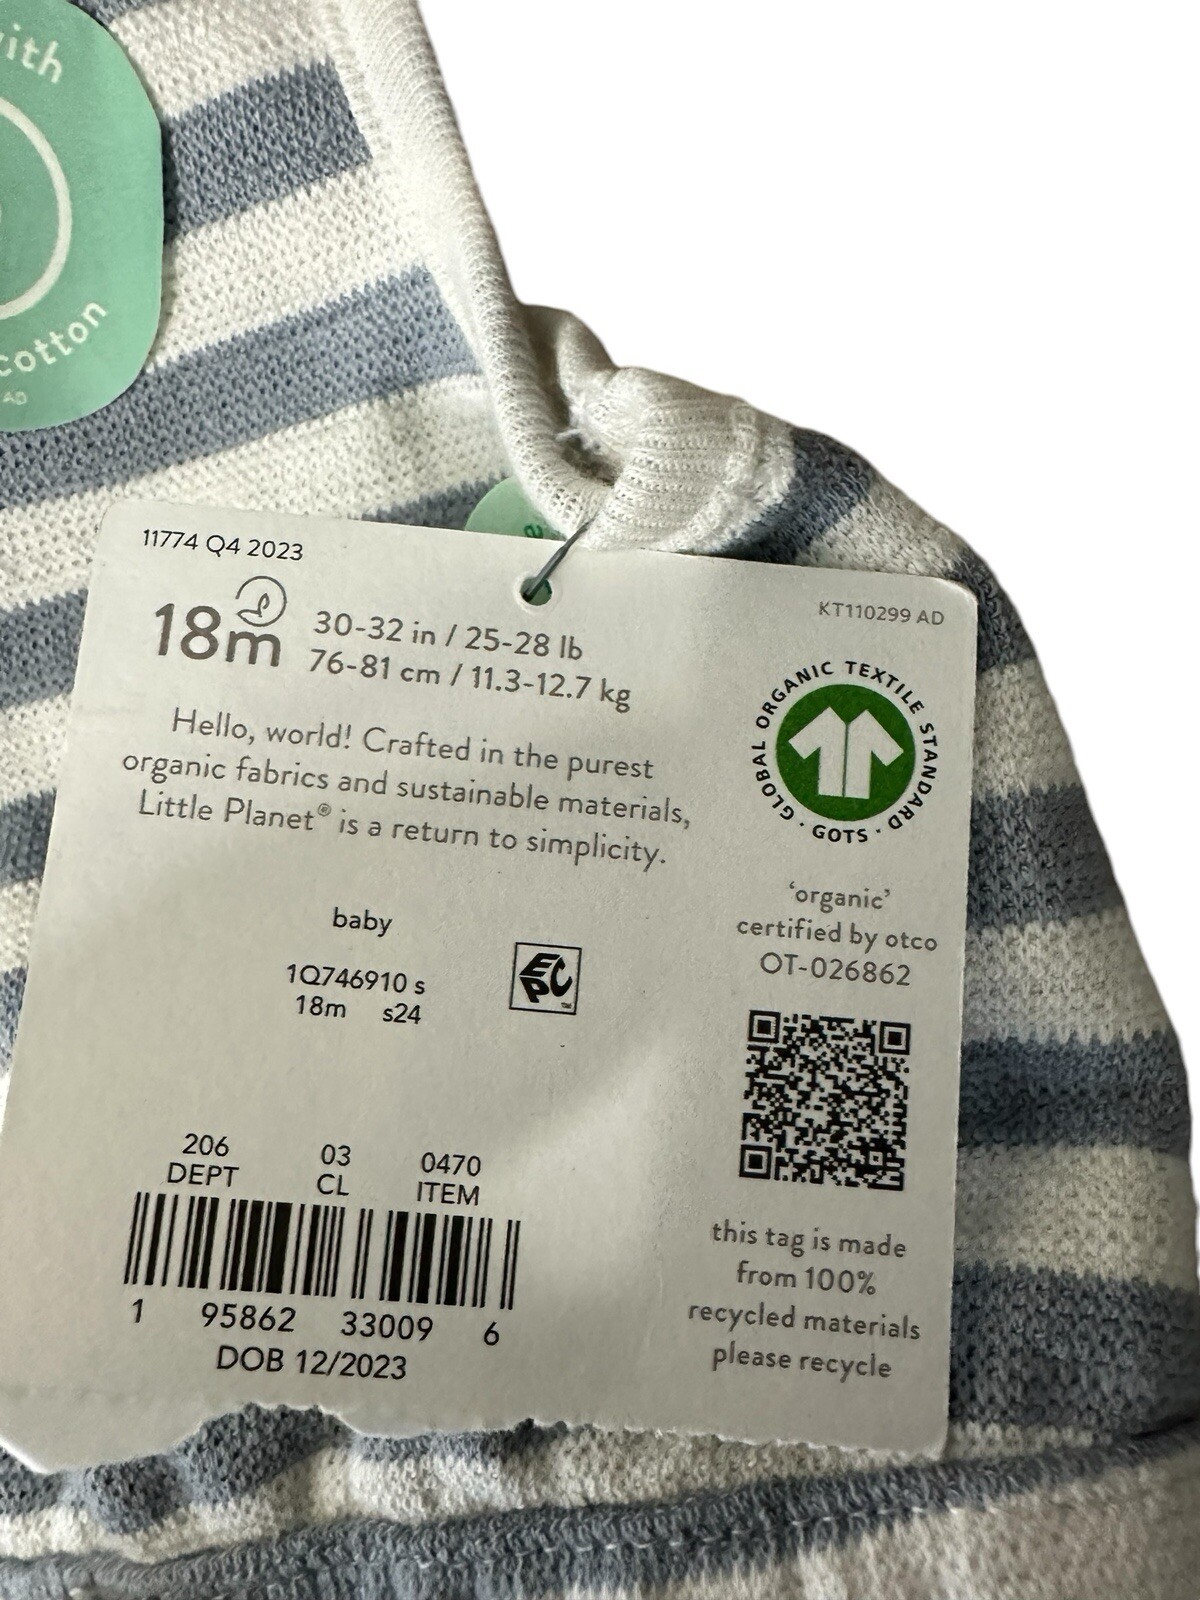 with
cotton
AD
11774 Q4 2023
KT110299 AD
18m
30-32 in / 25-28 lb
76-81 cm / 11.3-12.7 kg
Hello, world! Crafted in the purest
organic fabrics and sustainable materials,
Little Planet® is a return to simplicity.
GLOBAL ORGANIC TEXTILE STANDARD · GOTS ·
‘organic’
certified by otco
OT-026862
baby
1Q746910 s
18m s24
EPC™
206 03 0470
DEPT CL ITEM
1 95862 33009 6
DOB 12/2023
this tag is made
from 100%
recycled materials
please recycle